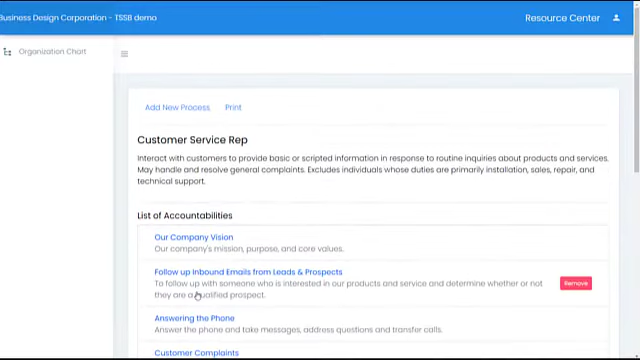 Business Design Corporation - TSSB demo
Resource Center
Organization Chart
Add New Process
Print
Customer Service Rep
Interact with customers to provide basic or scripted information in response to routine inquiries about products and services.
May handle and resolve general complaints. Excludes individuals whose duties are primarily installation, sales, repair, and
technical support.
List of Accountabilities
Our Company Vision
Our company's mission, purpose, and core values.
Follow up Inbound Emails from Leads & Prospects
To follow up with someone who is interested in our products and service and determine whether or not
they are a qualified prospect.
Remove
Answering the Phone
Answer the phone and take messages, address questions and transfer calls.
Customer Complaints